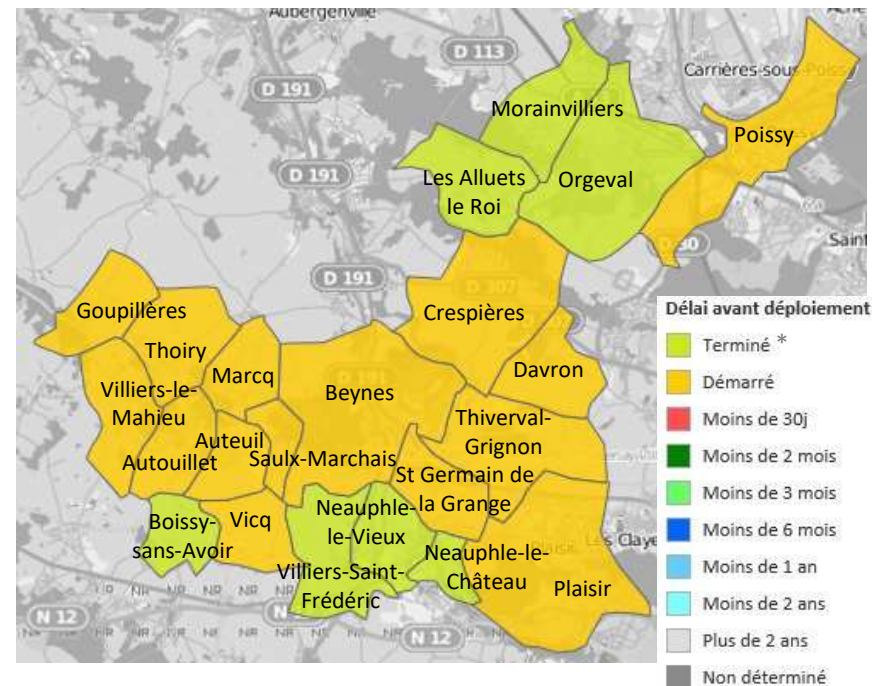 Aubergenville
D 113
Carrières-sous-Poissy
D 191
Morainvilliers
Poissy
D 191
Les Alluets
le Roi
Orgeval
Saint
D 191
D 307
Goupillères
Crespières
Thoiry
Marcq
Davron
Villiers-le-
Mahieu
Beynes
Thiverval-
Grignon
Auteuil
Autouillet
Saulx-Marchais
St Germain de
la Grange
Boissy-
sans-Avoir
Vicq
Neauphle-
le-Vieux
Neauphle-le-
Château
Villiers-Saint-
Frédéric
Plaisir
Les Claye
N 12
N 12
Délai avant déploiement
Terminé *
Démarré
Moins de 30j
Moins de 2 mois
Moins de 3 mois
Moins de 6 mois
Moins de 1 an
Moins de 2 ans
Plus de 2 ans
Non déterminé